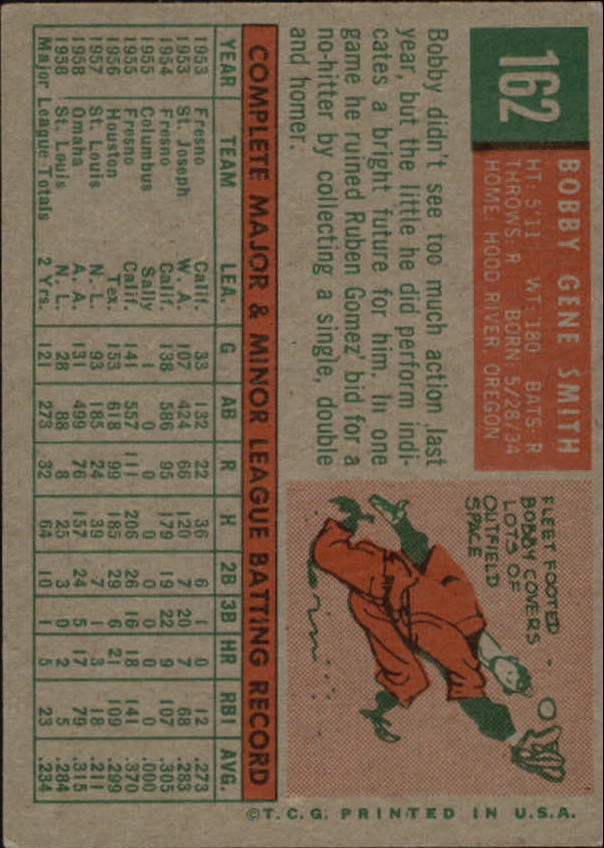 162
BOBBY GENE SMITH
HT: 5'11 WT: 180 BATS: R
THROWS: R BORN: 5/28/34
HOME: HOOD RIVER, OREGON
Bobby didn't see too much action last
year, but the little he did perform indi-
cates a bright future for him. In one
game he ruined Ruben Gomez' bid for a
no-hitter by collecting a single, double
and homer.
FLEET FOOTED -
BOBBY COVERS
LOTS OF
OUTFIELD
SPACE
COMPLETE MAJOR & MINOR LEAGUE BATTING RECORD
YEAR TEAM LEA. G AB R H 2B 3B HR RBI AVG.
1953 Fresno Calif. 33 132 22 36 6 1 0 12 .273
1953 St. Joseph W. A. 107 424 66 120 7 20 7 68 .283
1954 Fresno Calif. 138 586 95 179 19 22 9 107 .305
1955 Columbus Sally 1 0 0 0 0 0 0 0 .000
1955 Fresno Calif. 141 557 111 206 26 16 18 141 .370
1956 Houston Tex. 153 618 99 185 29 6 21 109 .299
1957 St. Louis N. L. 93 185 24 39 7 1 3 18 .211
1958 Omaha A. A. 131 499 76 157 24 5 17 79 .315
1958 St. Louis N. L. 28 88 8 25 3 0 2 5 .284
Major League Totals 2 Yrs. 121 273 32 64 10 1 5 23 .234
©T.C.G. PRINTED IN U.S.A.